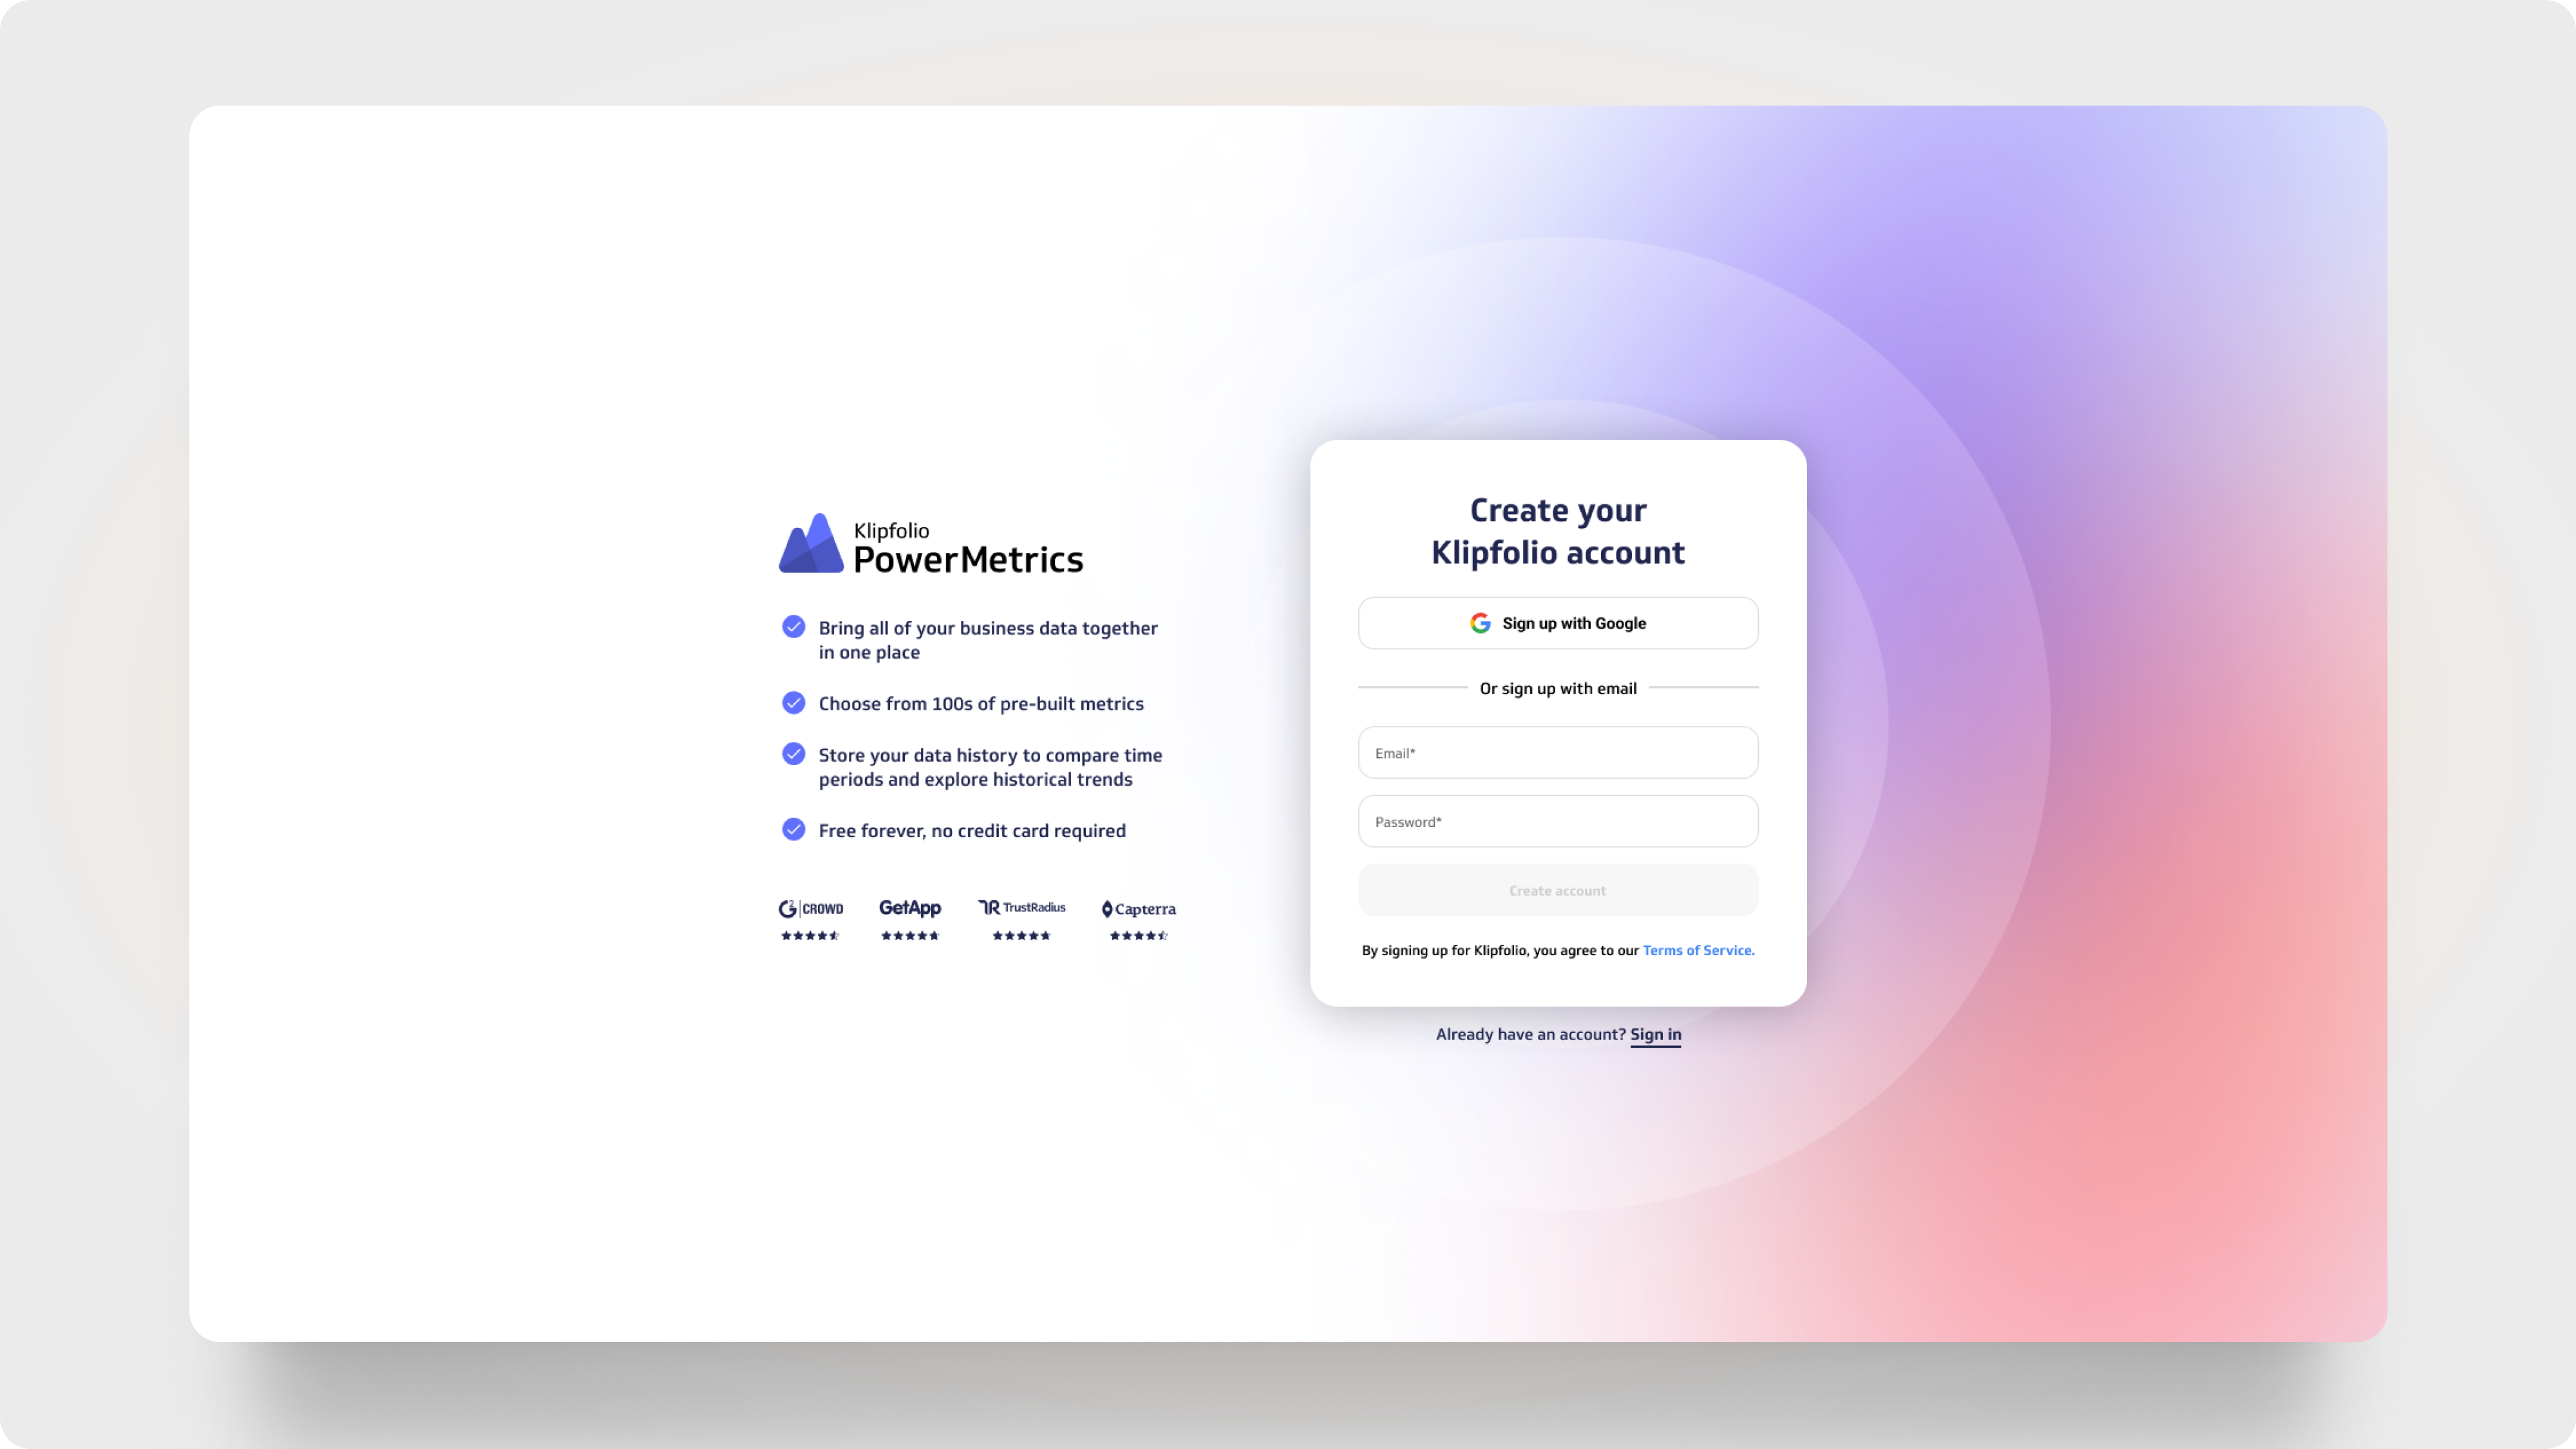 Klipfolio
PowerMetrics
Bring all of your business data together
in one place
Choose from 100s of pre-built metrics
Store your data history to compare time
periods and explore historical trends
Free forever, no credit card required
G2 | CROWD
GetApp
TR TrustRadius
Capterra
Create your
Klipfolio account
Sign up with Google
Or sign up with email
Email*
Password*
Create account
By signing up for Klipfolio, you agree to our Terms of Service.
Already have an account? Sign in